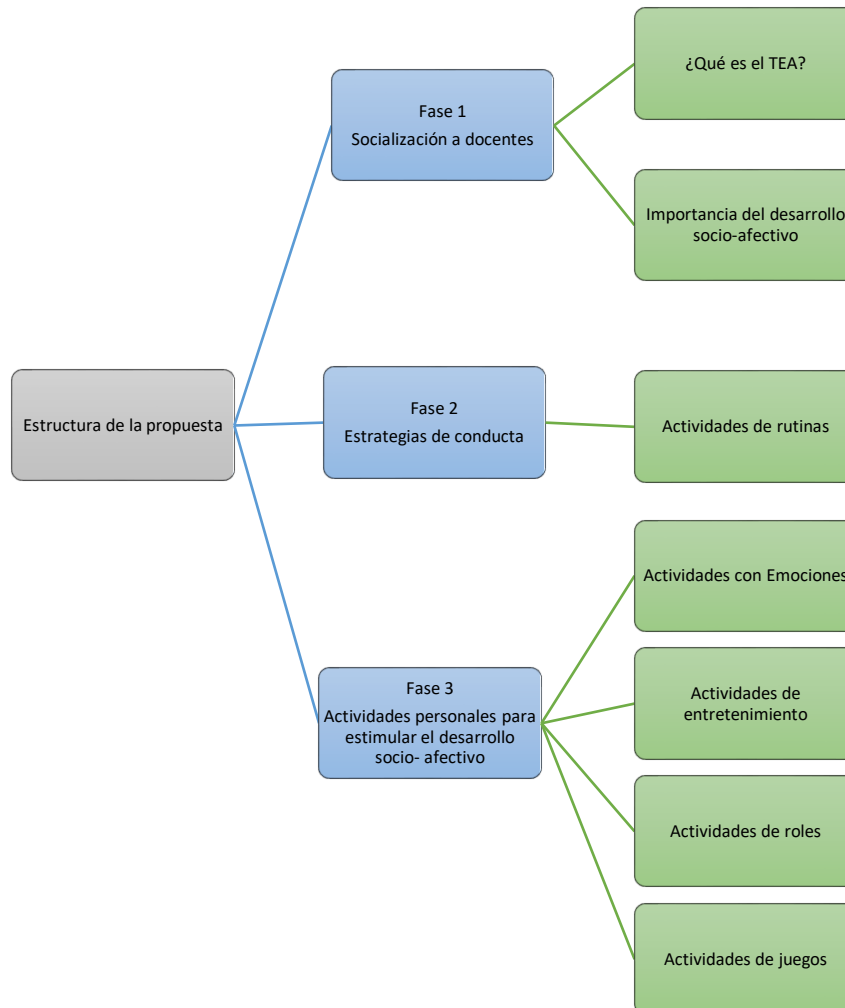 ¿Qué es el TEA?
Fase 1
Socialización a docentes
Importancia del desarrollo
socio-afectivo
Estructura de la propuesta
Fase 2
Estrategias de conducta
Actividades de rutinas
Actividades con Emociones
Fase 3
Actividades personales para
estimular el desarrollo
socio- afectivo
Actividades de
entretenimiento
Actividades de roles
Actividades de juegos